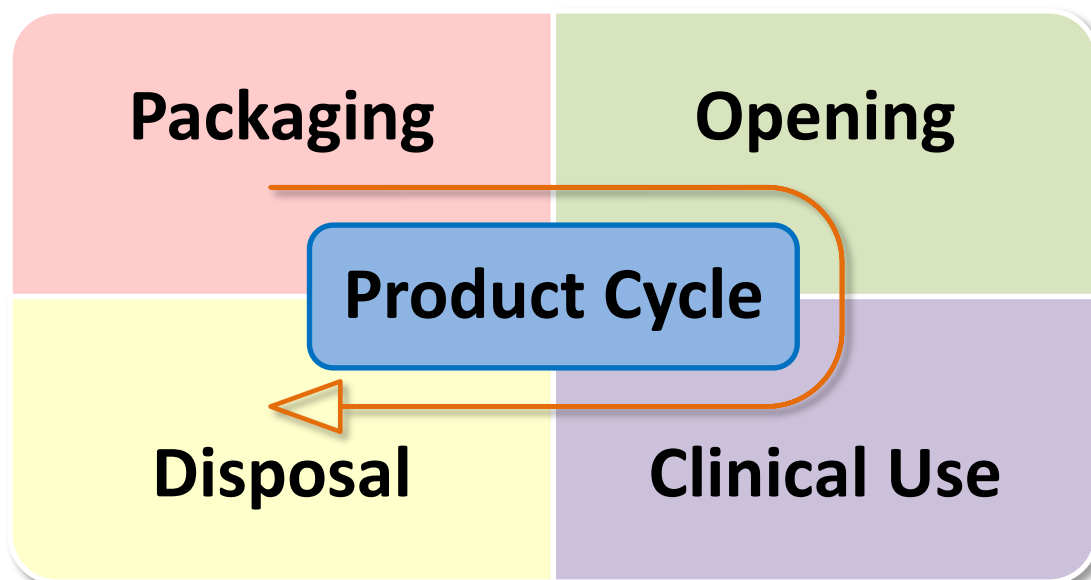 Packaging
Opening
Product Cycle
Disposal
Clinical Use